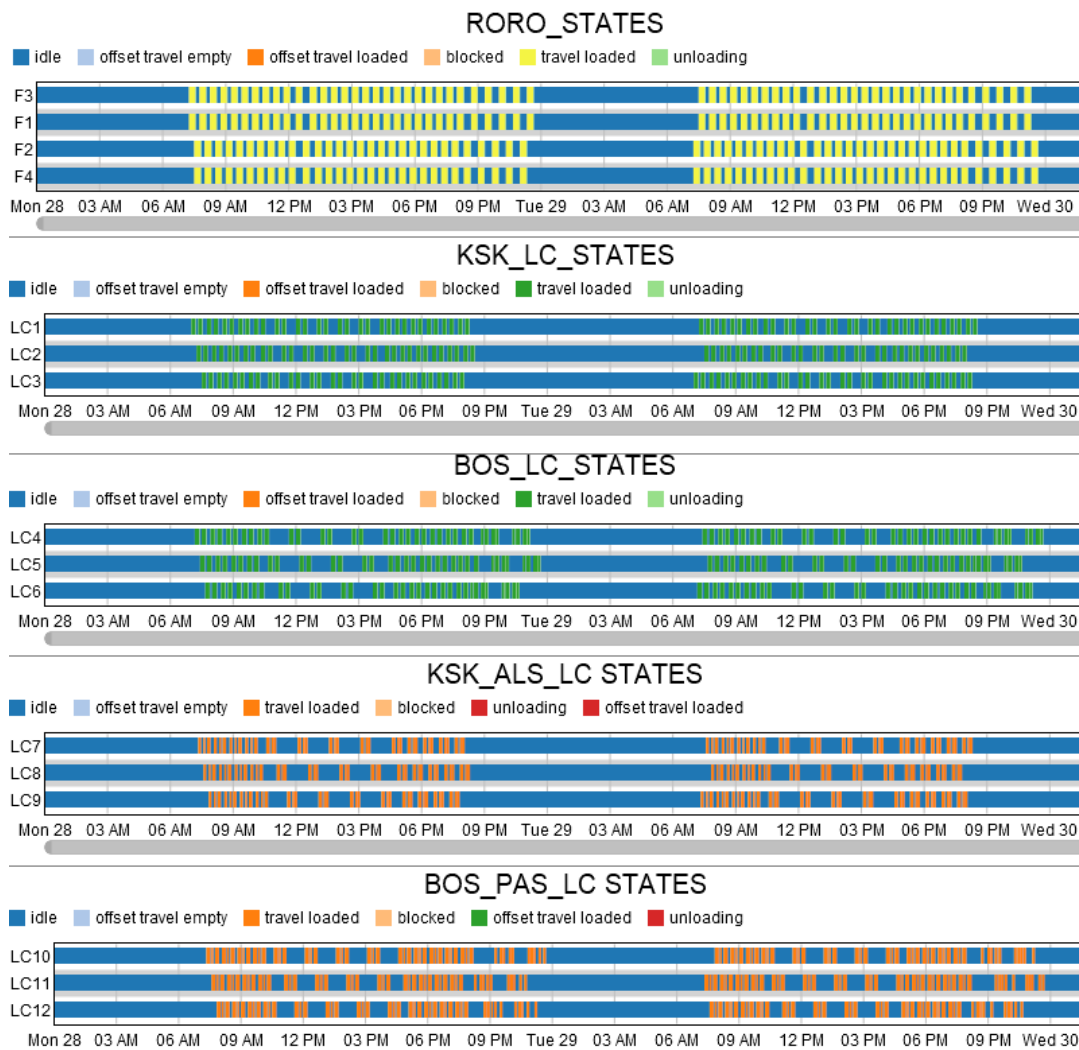 RORO_STATES
idle offset travel empty offset travel loaded blocked travel loaded unloading
F3
F1
F2
F4
Mon 28 03 AM 06 AM 09 AM 12 PM 03 PM 06 PM 09 PM Tue 29 03 AM 06 AM 09 AM 12 PM 03 PM 06 PM 09 PM Wed 30
KSK_LC_STATES
idle offset travel empty offset travel loaded blocked travel loaded unloading
LC1
LC2
LC3
Mon 28 03 AM 06 AM 09 AM 12 PM 03 PM 06 PM 09 PM Tue 29 03 AM 06 AM 09 AM 12 PM 03 PM 06 PM 09 PM Wed 30
BOS_LC_STATES
idle offset travel empty offset travel loaded blocked travel loaded unloading
LC4
LC5
LC6
Mon 28 03 AM 06 AM 09 AM 12 PM 03 PM 06 PM 09 PM Tue 29 03 AM 06 AM 09 AM 12 PM 03 PM 06 PM 09 PM Wed 30
KSK_ALS_LC STATES
idle offset travel empty travel loaded blocked unloading offset travel loaded
LC7
LC8
LC9
Mon 28 03 AM 06 AM 09 AM 12 PM 03 PM 06 PM 09 PM Tue 29 03 AM 06 AM 09 AM 12 PM 03 PM 06 PM 09 PM Wed 30
BOS_PAS_LC STATES
idle offset travel empty travel loaded blocked offset travel loaded unloading
LC10
LC11
LC12
Mon 28 03 AM 06 AM 09 AM 12 PM 03 PM 06 PM 09 PM Tue 29 03 AM 06 AM 09 AM 12 PM 03 PM 06 PM 09 PM Wed 30